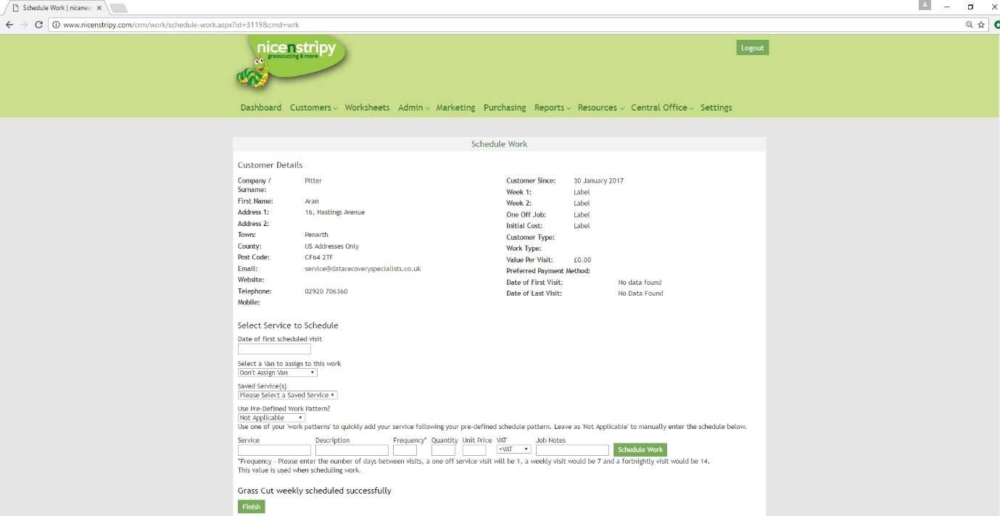 Schedule Work | nicenea
www.nicenstripy.com/crm/work/schedule-work.aspx?id=3119&cmd=wrk
nicenstripy
grasscutting & more
Logout
Dashboard Customers Worksheets Admin Marketing Purchasing Reports Resources Central Office Settings
Schedule Work
Customer Details
Company / Surname: Pitter
First Name: Aran
Address 1: 16, Hastings Avenue
Address 2:
Town: Penarth
County: US Addresses Only
Post Code: CF64 2TF
Email: service@datarecoveryspecialists.co.uk
Website:
Telephone: 02920 706360
Mobile:
Customer Since: 30 January 2017
Week 1: Label
Week 2: Label
One Off Job: Label
Initial Cost: Label
Customer Type:
Work Type:
Value Per Visit: £0.00
Preferred Payment Method:
Date of First Visit: No data found
Date of Last Visit: No Data Found
Select Service to Schedule
Date of first scheduled visit
Select a Van to assign to this work
Don't Assign Van
Saved Service(s)
Please Select a Saved Service
Use Pre-Defined Work Pattern?
Not Applicable
Use one of your 'work patterns' to quickly add your service following your pre-defined schedule pattern. Leave as 'Not Applicable' to manually enter the schedule below.
Service Description Frequency* Quantity Unit Price VAT Job Notes
+VAT Schedule Work
*Frequency - Please enter the number of days between visits, a one off service visit will be 1, a weekly visit would be 7 and a fortnightly visit would be 14.
This value is used when scheduling work.
Grass Cut weekly scheduled successfully
Finish